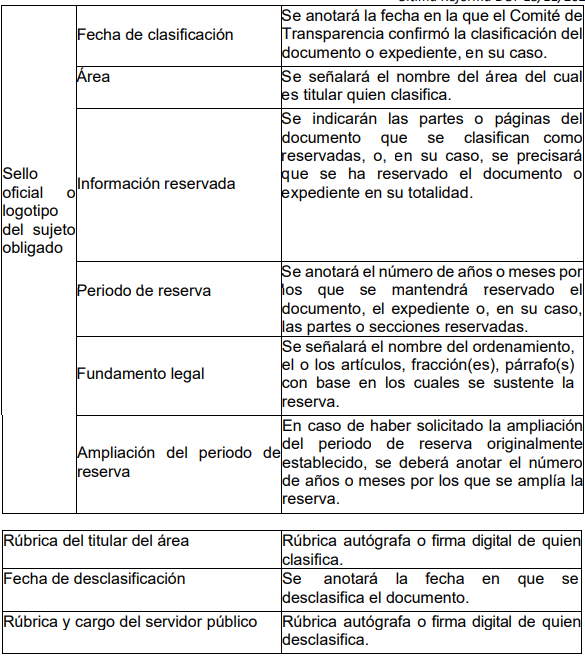 Fecha de clasificación
Se anotará la fecha en la que el Comité de
Transparencia confirmó la clasificación del
documento o expediente, en su caso.
Área
Se señalará el nombre del área del cual
es titular quien clasifica.
Sello
oficial o
logotipo
del sujeto
obligado
Información reservada
Se indicarán las partes o páginas del
documento que se clasifican como
reservadas, o, en su caso, se precisará
que se ha reservado el documento o
expediente en su totalidad.
Periodo de reserva
Se anotará el número de años o meses por
los que se mantendrá reservado el
documento, el expediente o, en su caso,
las partes o secciones reservadas.
Fundamento legal
Se señalará el nombre del ordenamiento,
el o los artículos, fracción(es), párrafo(s)
con base en los cuales se sustente la
reserva.
Ampliación del periodo de
reserva
En caso de haber solicitado la ampliación
del periodo de reserva originalmente
establecido, se deberá anotar el número
de años o meses por los que se amplía la
reserva.
Rúbrica del titular del área
Rúbrica autógrafa o firma digital de quien
clasifica.
Fecha de desclasificación
Se anotará la fecha en que se
desclasifica el documento.
Rúbrica y cargo del servidor público
Rúbrica autógrafa o firma digital de quien
desclasifica.